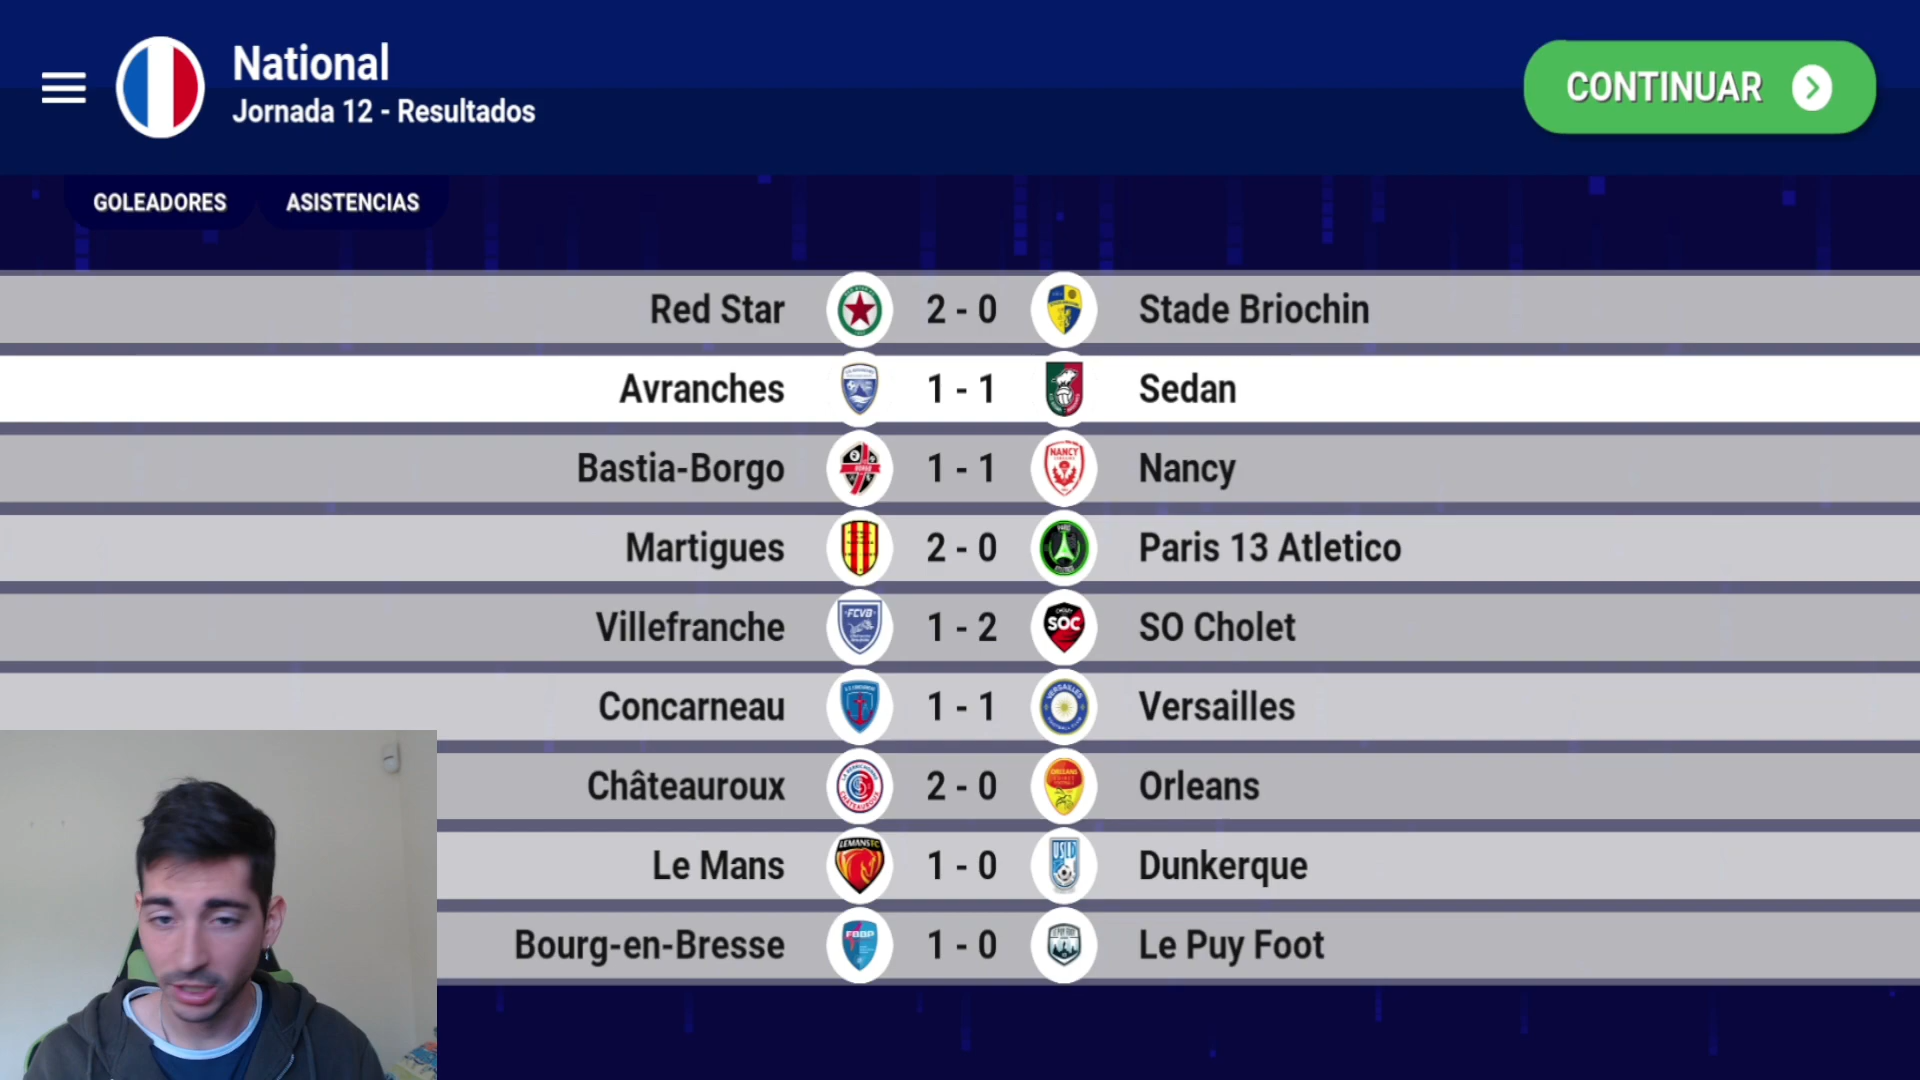 National
Jornada 12 - Resultados
CONTINUAR
GOLEADORES ASISTENCIAS
Red Star 2 - 0 Stade Briochin
Avranches 1 - 1 Sedan
Bastia-Borgo 1 - 1 Nancy
Martigues 2 - 0 Paris 13 Atletico
Villefranche 1 - 2 SO Cholet
Concarneau 1 - 1 Versailles
Châteauroux 2 - 0 Orleans
Le Mans 1 - 0 Dunkerque
Bourg-en-Bresse 1 - 0 Le Puy Foot